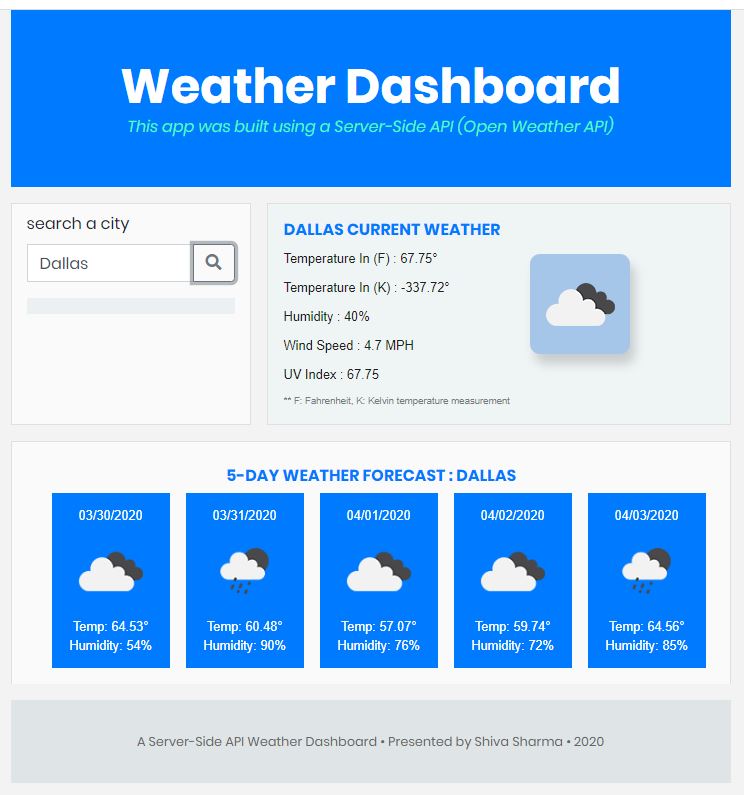 Weather Dashboard
This app was built using a Server-Side API (Open Weather API)
search a city
Dallas
DALLAS CURRENT WEATHER
Temperature In (F) : 67.75°
Temperature In (K) : -337.72°
Humidity : 40%
Wind Speed : 4.7 MPH
UV Index : 67.75
** F: Fahrenheit, K: Kelvin temperature measurement
5-DAY WEATHER FORECAST : DALLAS
03/30/2020
Temp: 64.53°
Humidity: 54%
03/31/2020
Temp: 60.48°
Humidity: 90%
04/01/2020
Temp: 57.07°
Humidity: 76%
04/02/2020
Temp: 59.74°
Humidity: 72%
04/03/2020
Temp: 64.56°
Humidity: 85%
A Server-Side API Weather Dashboard • Presented by Shiva Sharma • 2020